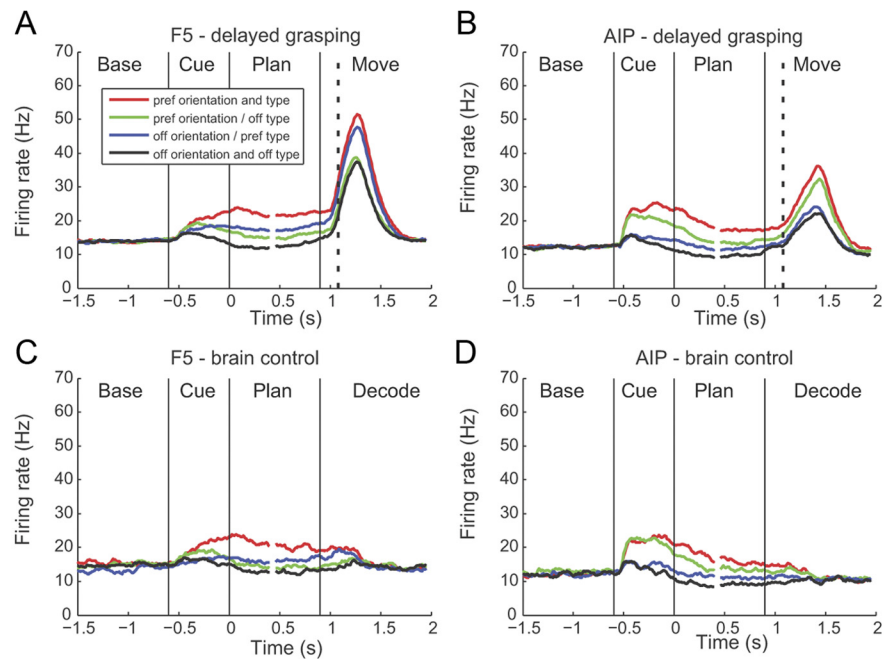 A
F5 - delayed grasping
70
60
50
40
30
20
10
0
Firing rate (Hz)
Base
Cue
Plan
Move
pref orientation and type
pref orientation / off type
off orientation / pref type
off orientation and off type
−1.5
−1
−0.5
0
0.5
1
1.5
2
Time (s)
B
AIP - delayed grasping
70
60
50
40
30
20
10
0
Firing rate (Hz)
Base
Cue
Plan
Move
−1.5
−1
−0.5
0
0.5
1
1.5
2
Time (s)
C
F5 - brain control
70
60
50
40
30
20
10
0
Firing rate (Hz)
Base
Cue
Plan
Decode
−1.5
−1
−0.5
0
0.5
1
1.5
2
Time (s)
D
AIP - brain control
70
60
50
40
30
20
10
0
Firing rate (Hz)
Base
Cue
Plan
Decode
−1.5
−1
−0.5
0
0.5
1
1.5
2
Time (s)